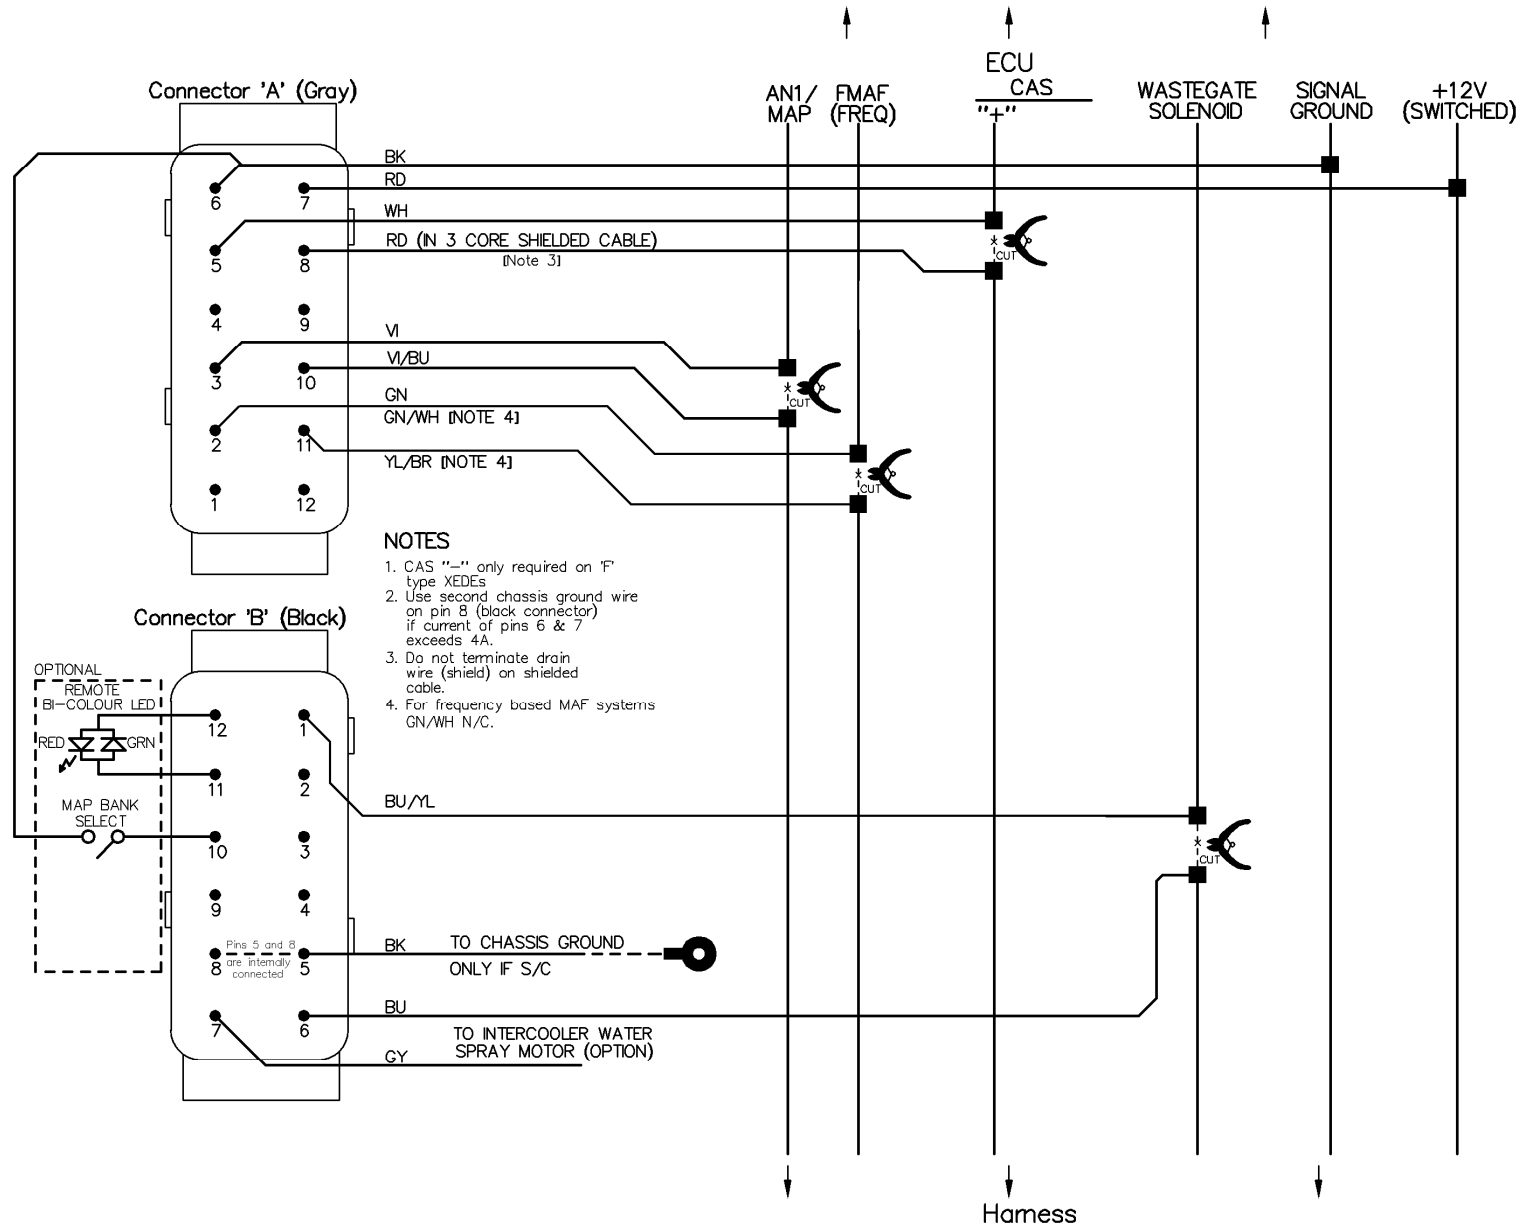 ECU
CAS
"+"
AN1/
MAP
FMAF
(FREQ)
WASTEGATE
SOLENOID
SIGNAL
GROUND
+12V
(SWITCHED)
Connector 'A' (Gray)
BK
RD
6
7
WH
RD (IN 3 CORE SHIELDED CABLE)
[Note 3]
5
8
CUT
4
9
VI
VI/BU
3
10
CUT
GN
GN/WH [NOTE 4]
2
11
YL/BR [NOTE 4]
CUT
1
12
NOTES
1. CAS "-" only required on 'F'
type XEDEs
2. Use second chassis ground wire
on pin 8 (black connector)
if current of pins 6 & 7
exceeds 4A.
3. Do not terminate drain
wire (shield) on shielded
cable.
4. For frequency based MAF systems
GN/WH N/C.
Connector 'B' (Black)
OPTIONAL
REMOTE
BI-COLOUR LED
RED
GRN
12
1
11
2
MAP BANK
SELECT
BU/YL
10
3
CUT
9
4
Pins 5 and 8
are internally
connected
8
5
BK
TO CHASSIS GROUND
ONLY IF S/C
BU
7
6
TO INTERCOOLER WATER
SPRAY MOTOR (OPTION)
GY
Harness